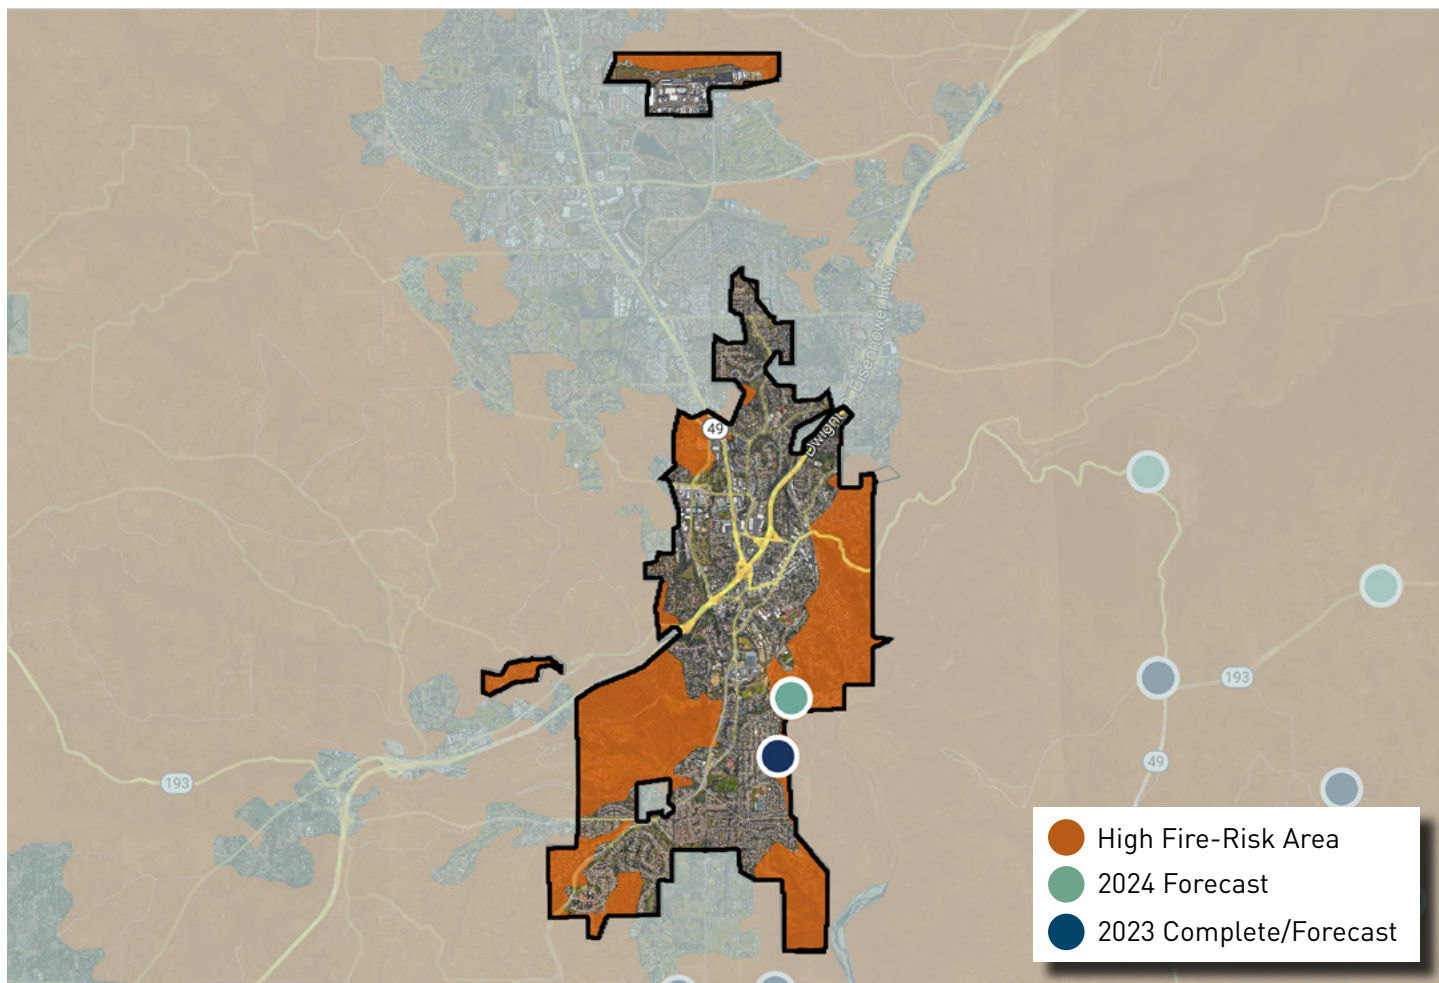 Dwight
Eisenhower Hwy
49
193
193
49
High Fire-Risk Area
2024 Forecast
2023 Complete/Forecast